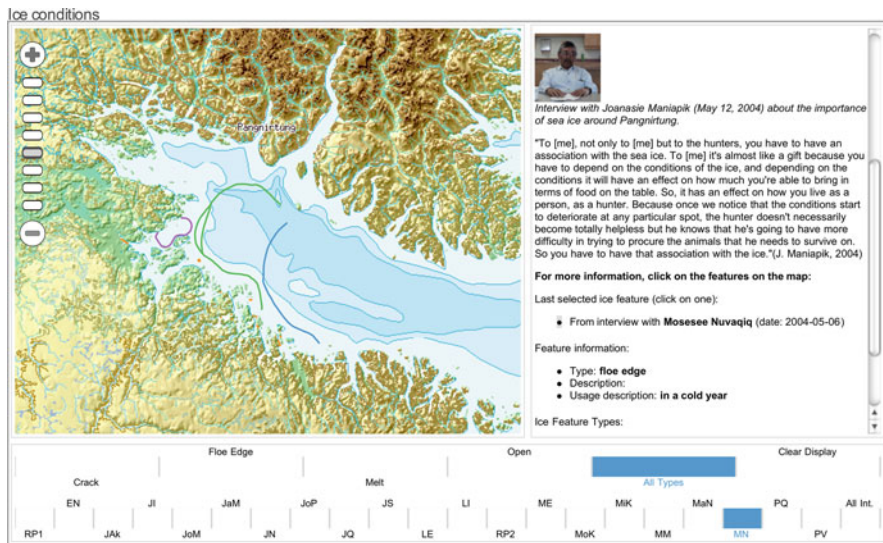 Ice conditions
Pangnirtung
Interview with Joanasie Maniapik (May 12, 2004) about the importance
of sea ice around Pangnirtung.
"To [me], not only to [me] but to the hunters, you have to have an
association with the sea ice. To [me] it's almost like a gift because you
have to depend on the conditions of the ice, and depending on the
conditions it will have an effect on how much you're able to bring in
terms of food on the table. So, it has an effect on how you live as a
person, as a hunter. Because once we notice that the conditions start
to deteriorate at any particular spot, the hunter doesn't necessarily
become totally helpless but he knows that he's going to have more
difficulty in trying to procure the animals that he needs to survive on.
So you have to have that association with the ice."(J. Maniapik, 2004)
For more information, click on the features on the map:
Last selected ice feature (click on one):
• From interview with Mosesee Nuvaqiq (date: 2004-05-06)
Feature information:
• Type: floe edge
• Description:
• Usage description: in a cold year
Ice Feature Types:
Floe Edge Open Clear Display
Crack Melt All Types
EN JI JaM JoP JS LI ME MiK MaN PQ All Int.
RP1 JAk JoM JN JQ LE RP2 MoK MM MN PV